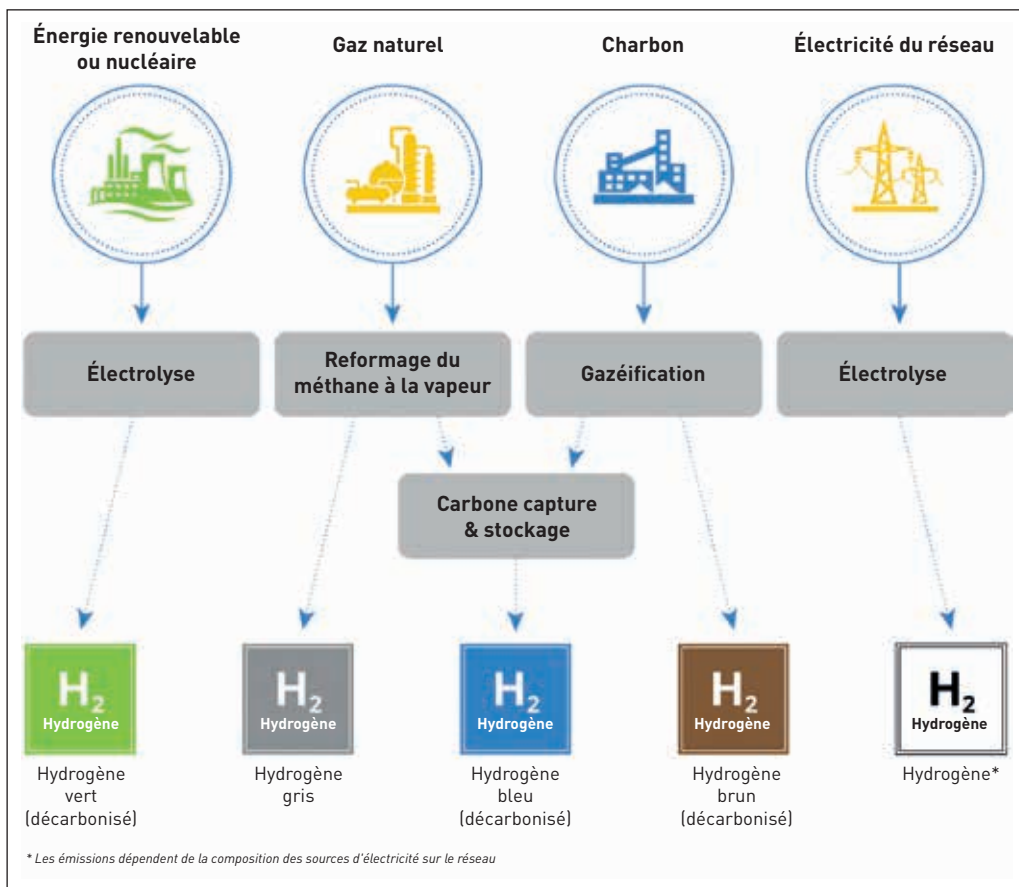 Énergie renouvelable
ou nucléaire
Gaz naturel
Charbon
Électricité du réseau
Électrolyse
Reformage du
méthane à la vapeur
Gazéification
Électrolyse
Carbone capture
& stockage
H2
Hydrogène
H2
Hydrogène
H2
Hydrogène
H2
Hydrogène
H2
Hydrogène
Hydrogène
vert
(décarbonisé)
Hydrogène
gris
Hydrogène
bleu
(décarbonisé)
Hydrogène
brun
(décarbonisé)
Hydrogène*
* Les émissions dépendent de la composition des sources d'électricité sur le réseau